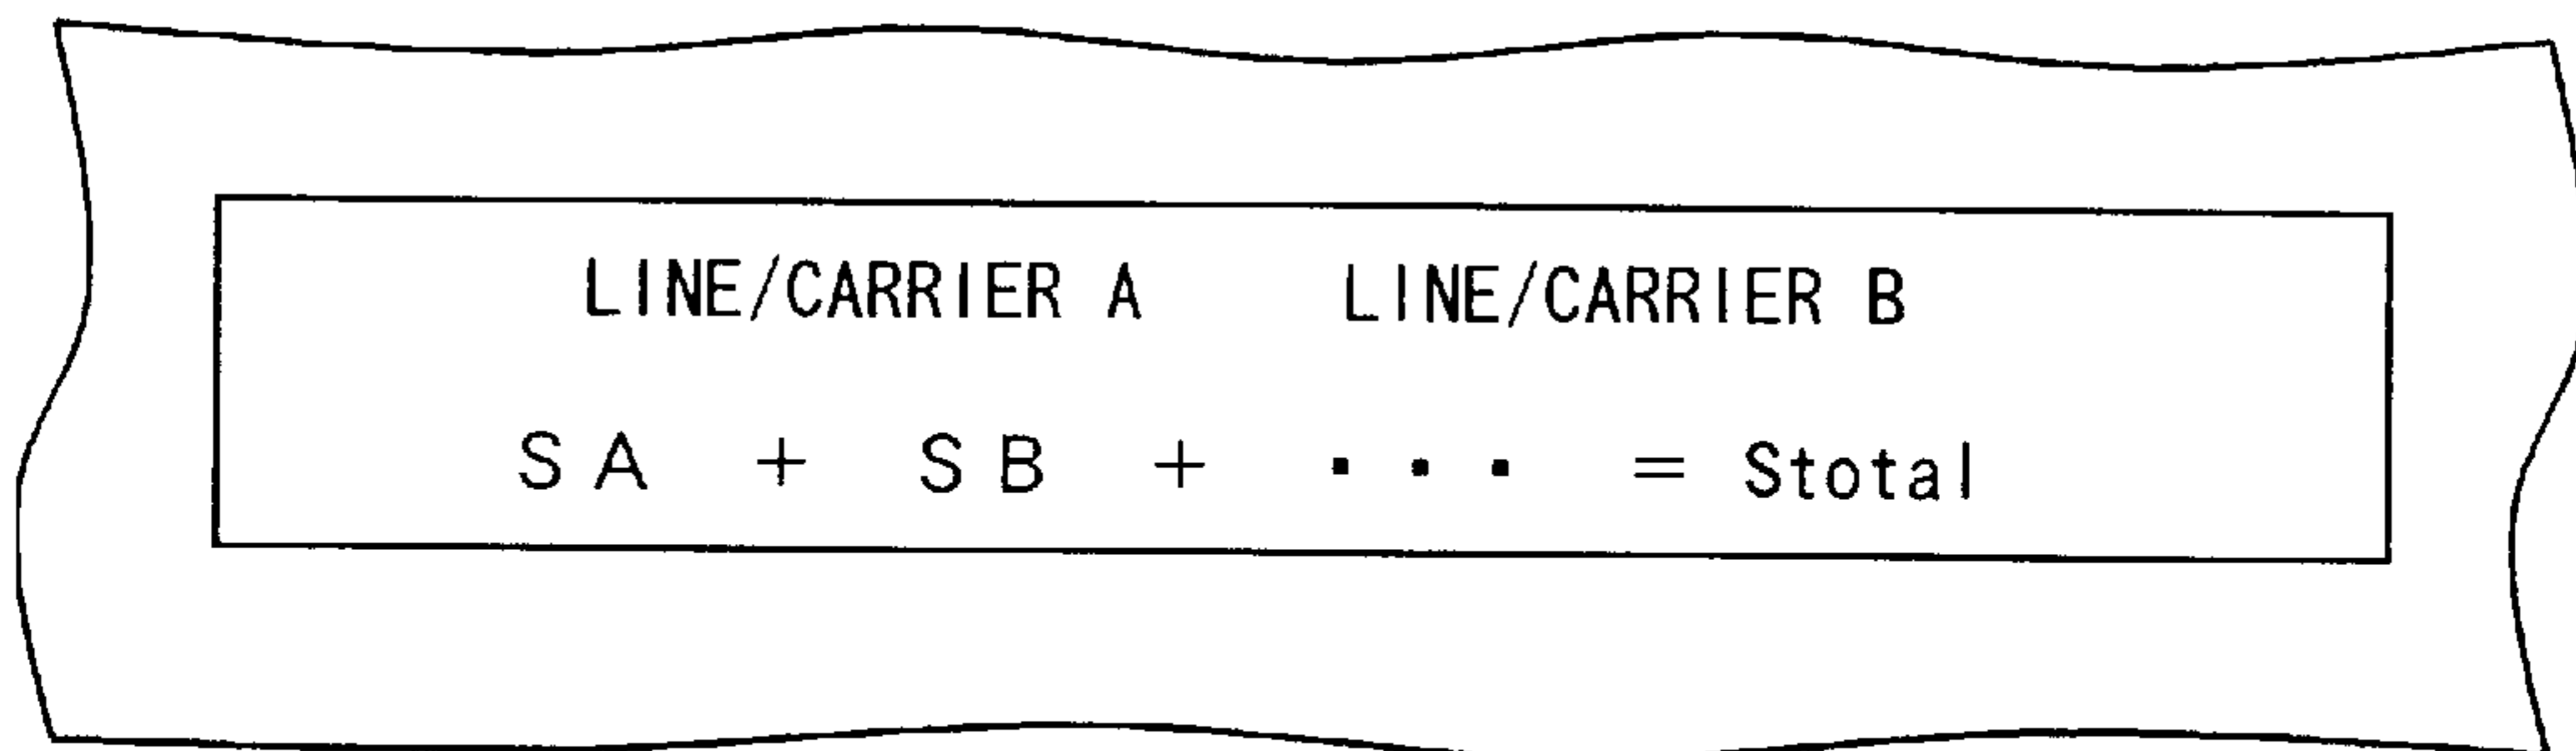 LINE/CARRIER A LINE/CARRIER B
SA + SB + ・・・ = Stotal